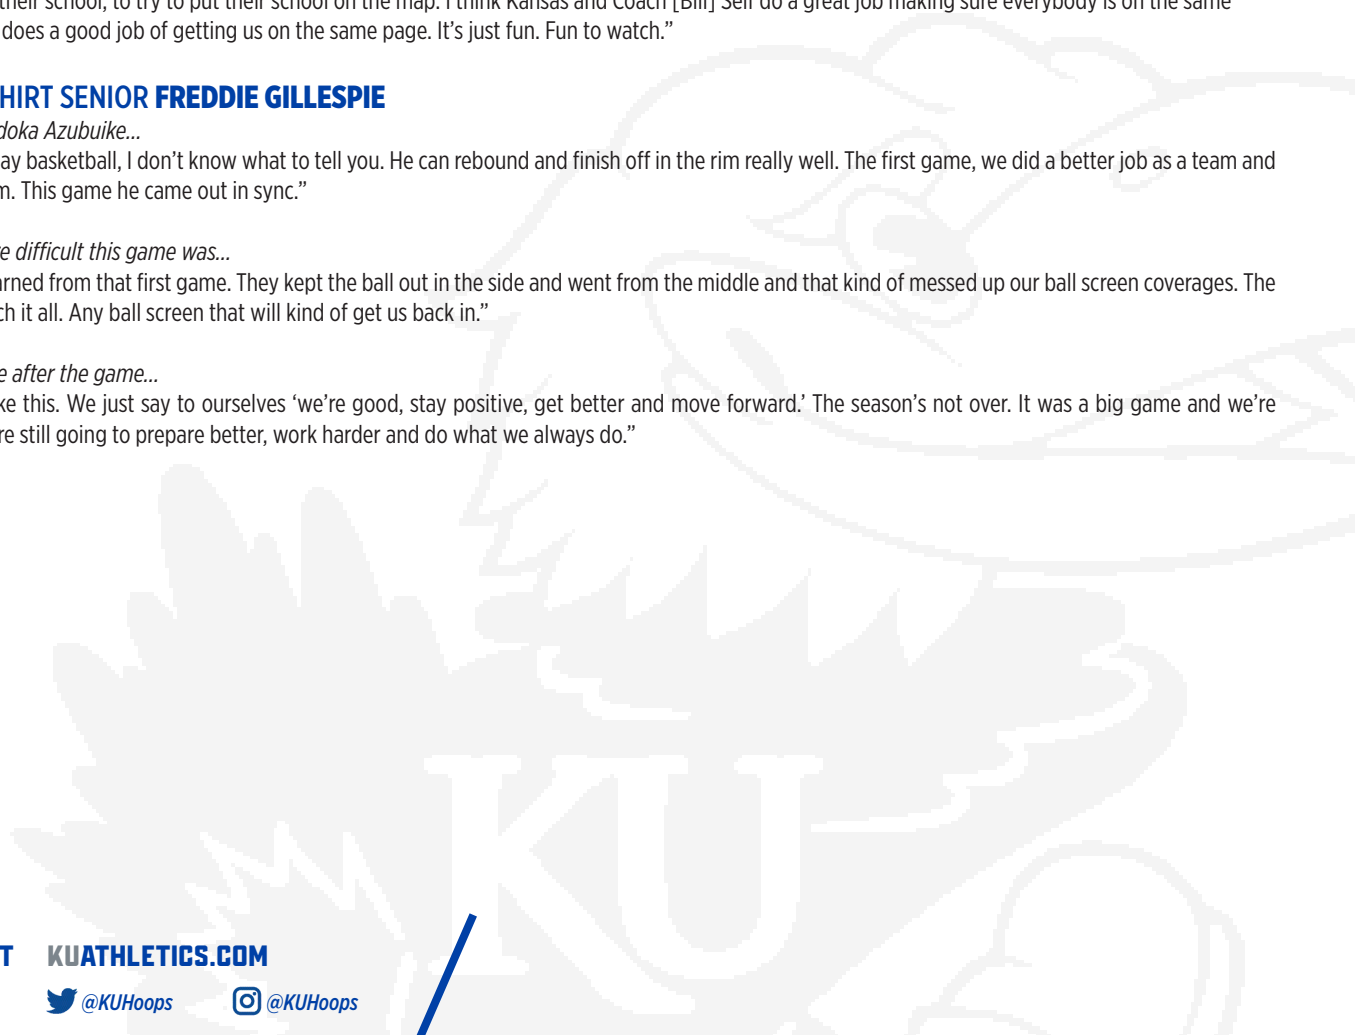 their school, to try to put their school on the map. I think Kansas and Coach [Bill] Self do a great job making sure everybody is on the same
does a good job of getting us on the same page. It’s just fun. Fun to watch.”
HIRT SENIOR FREDDIE GILLESPIE
doka Azubuike...
ay basketball, I don’t know what to tell you. He can rebound and finish off in the rim really well. The first game, we did a better job as a team and
m. This game he came out in sync.”
e difficult this game was...
arned from that first game. They kept the ball out in the side and went from the middle and that kind of messed up our ball screen coverages. The
ch it all. Any ball screen that will kind of get us back in.”
e after the game...
ke this. We just say to ourselves ‘we’re good, stay positive, get better and move forward.’ The season’s not over. It was a big game and we’re
re still going to prepare better, work harder and do what we always do.”
KU
T KUATHLETICS.COM
@KUHoops @KUHoops